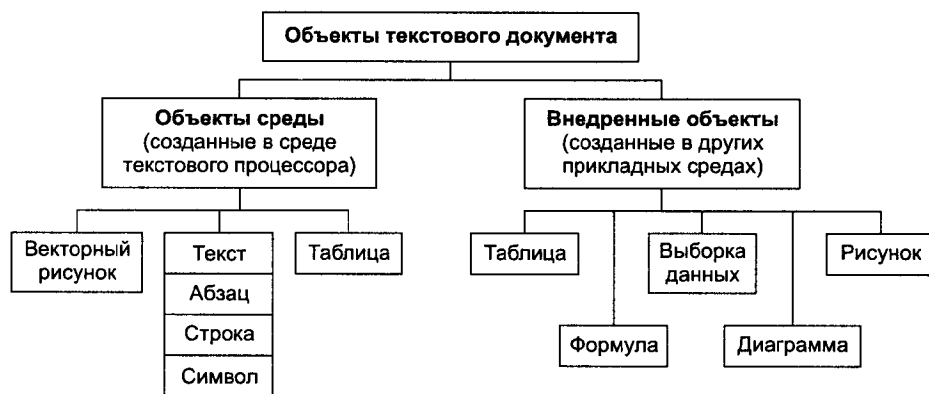 Объекты текстового документа
Объекты среды
(созданные в среде
текстового процессора)
Внедренные объекты
(созданные в других
прикладных средах)
Векторный
рисунок
Текст
Абзац
Строка
Символ
Таблица
Таблица
Формула
Выборка
данных
Диаграмма
Рисунок